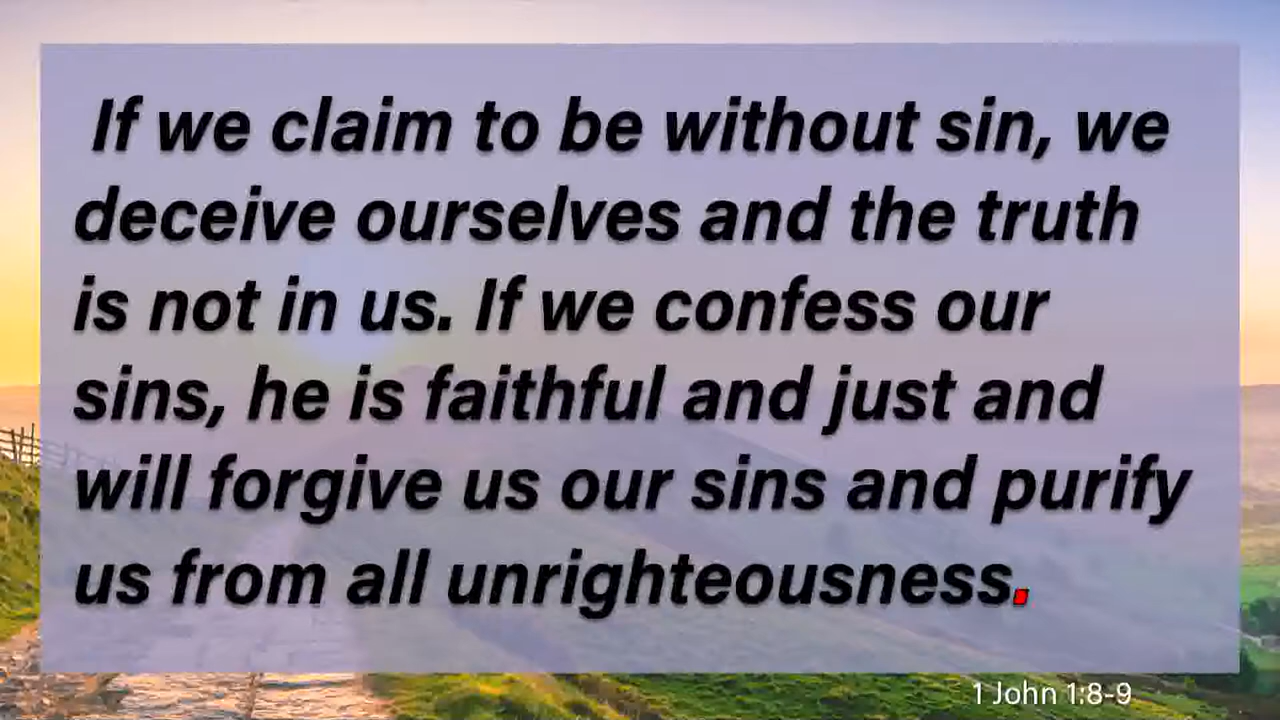 If we claim to be without sin, we
deceive ourselves and the truth
is not in us. If we confess our
sins, he is faithful and just and
will forgive us our sins and purify
us from all unrighteousness.
1 John 1:8-9